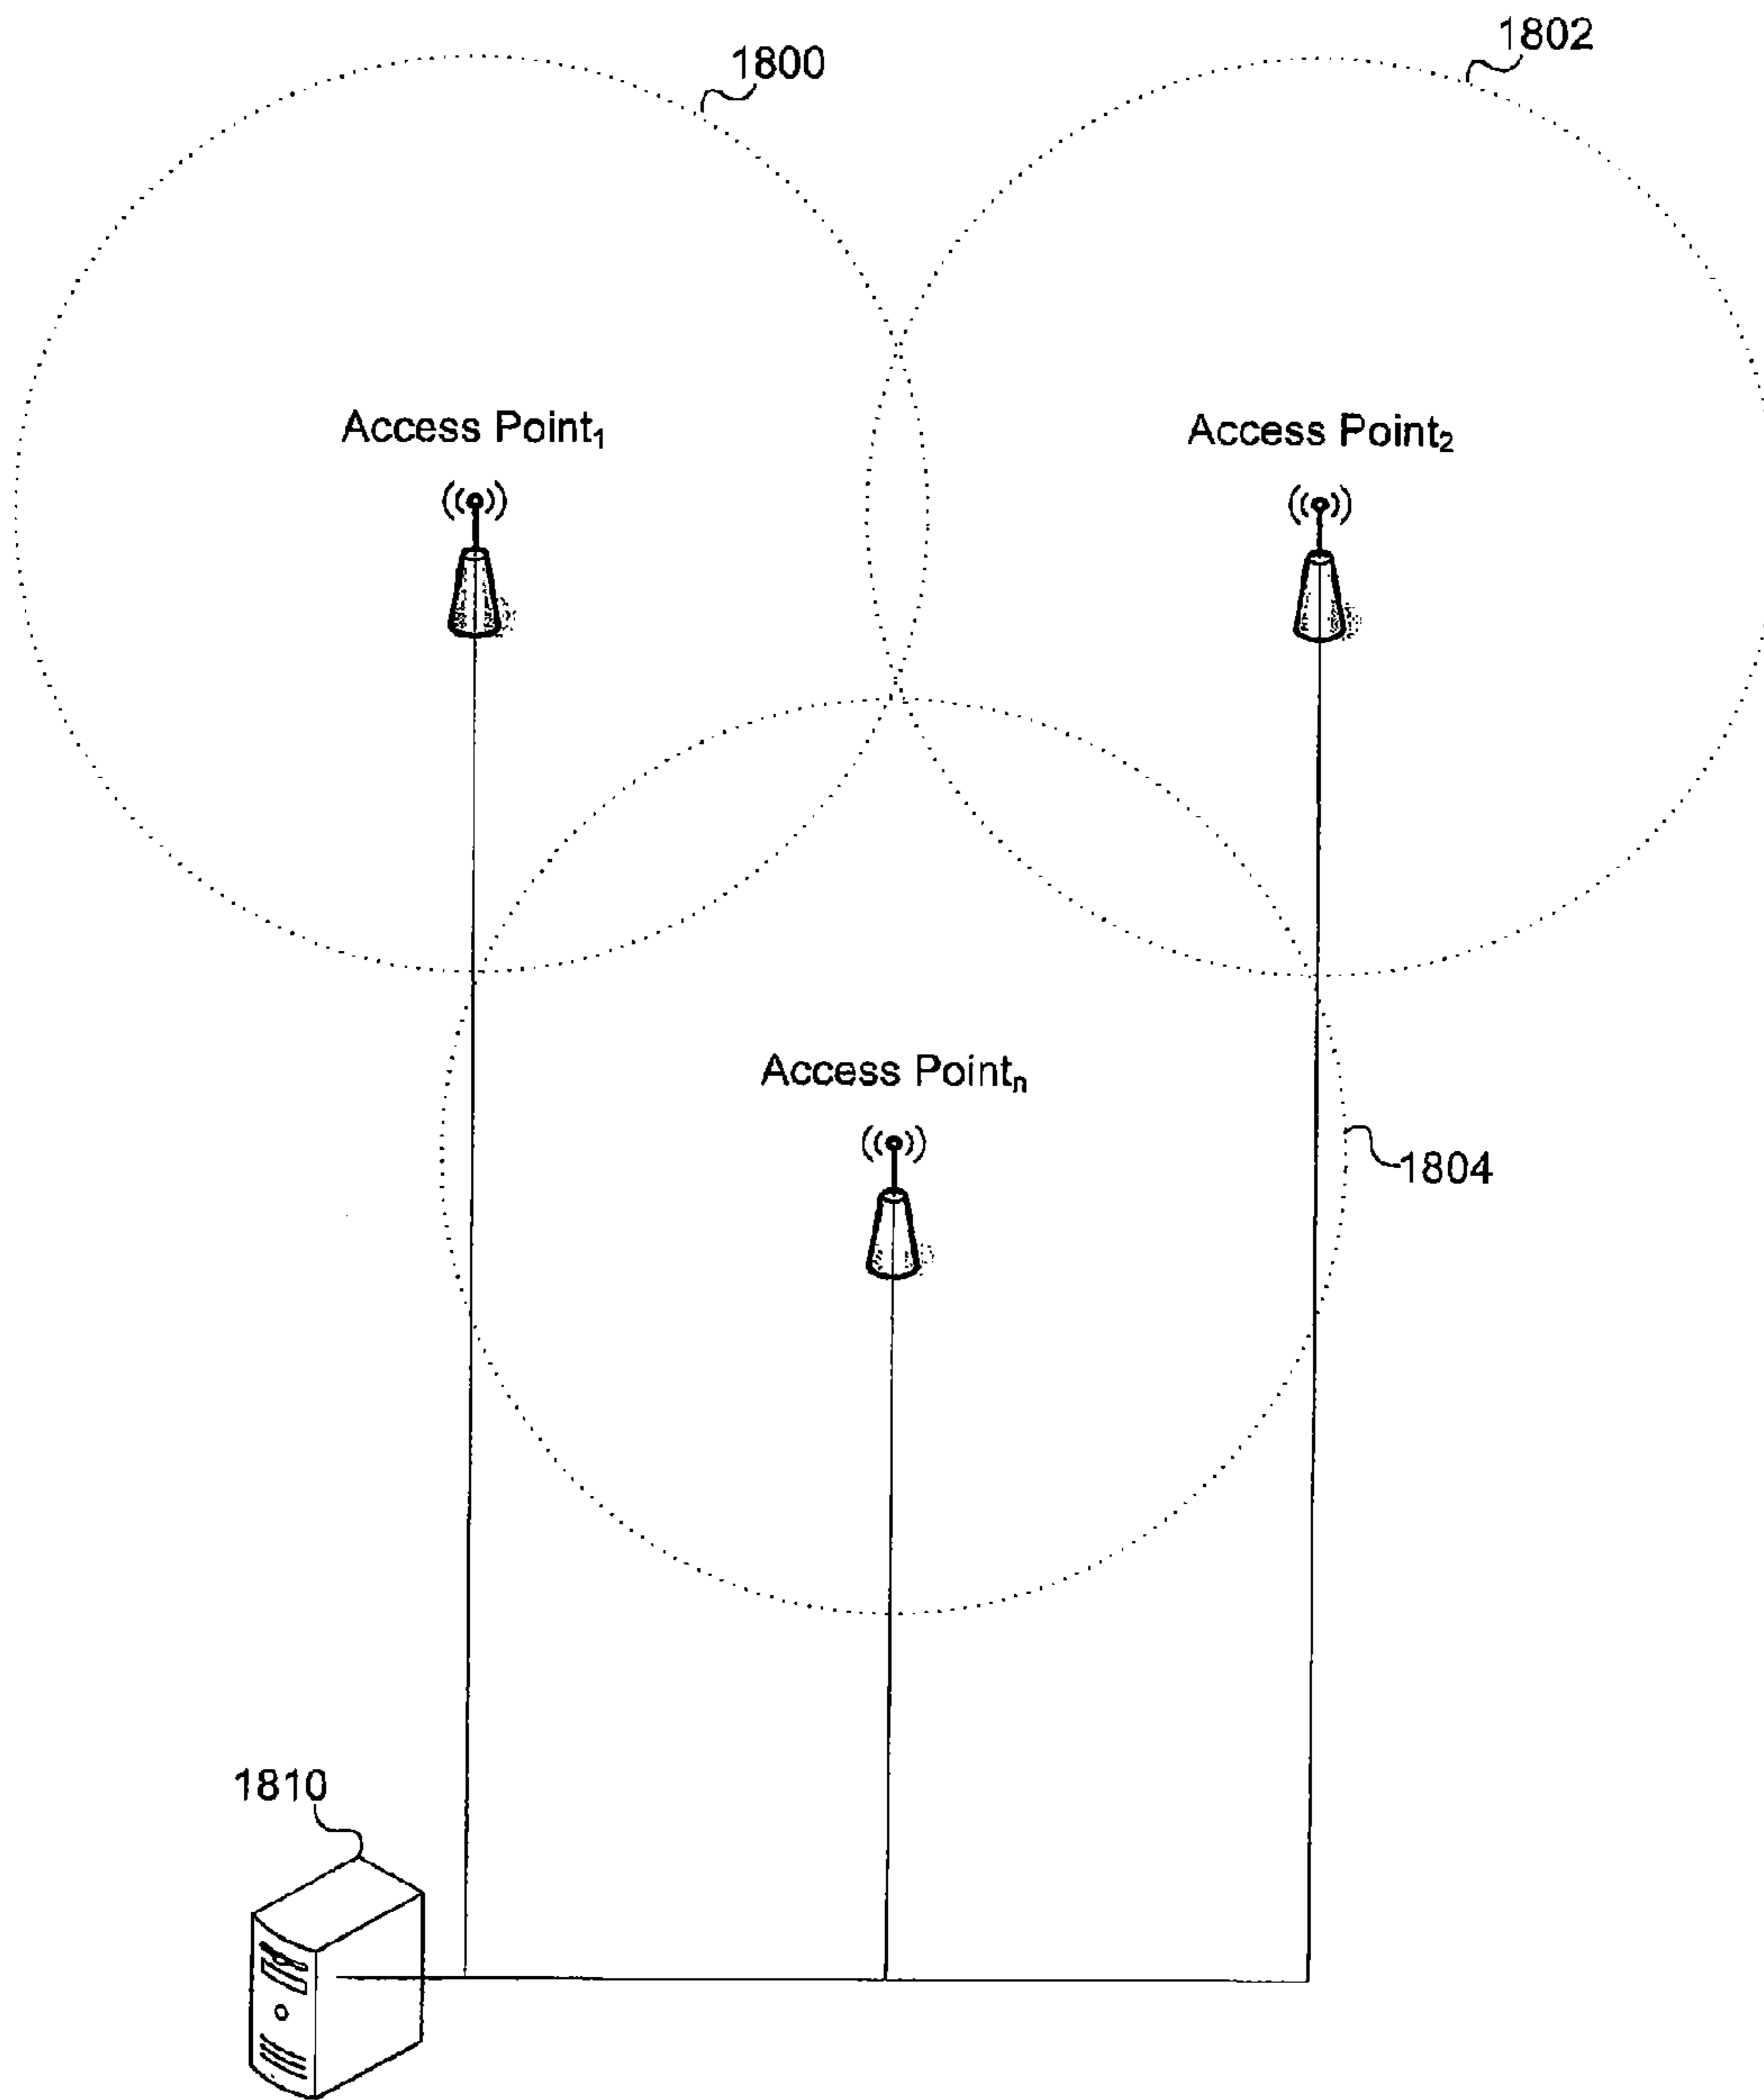 1800
1802
Access Point₁
Access Point₂
Access Pointₙ
1804
1810